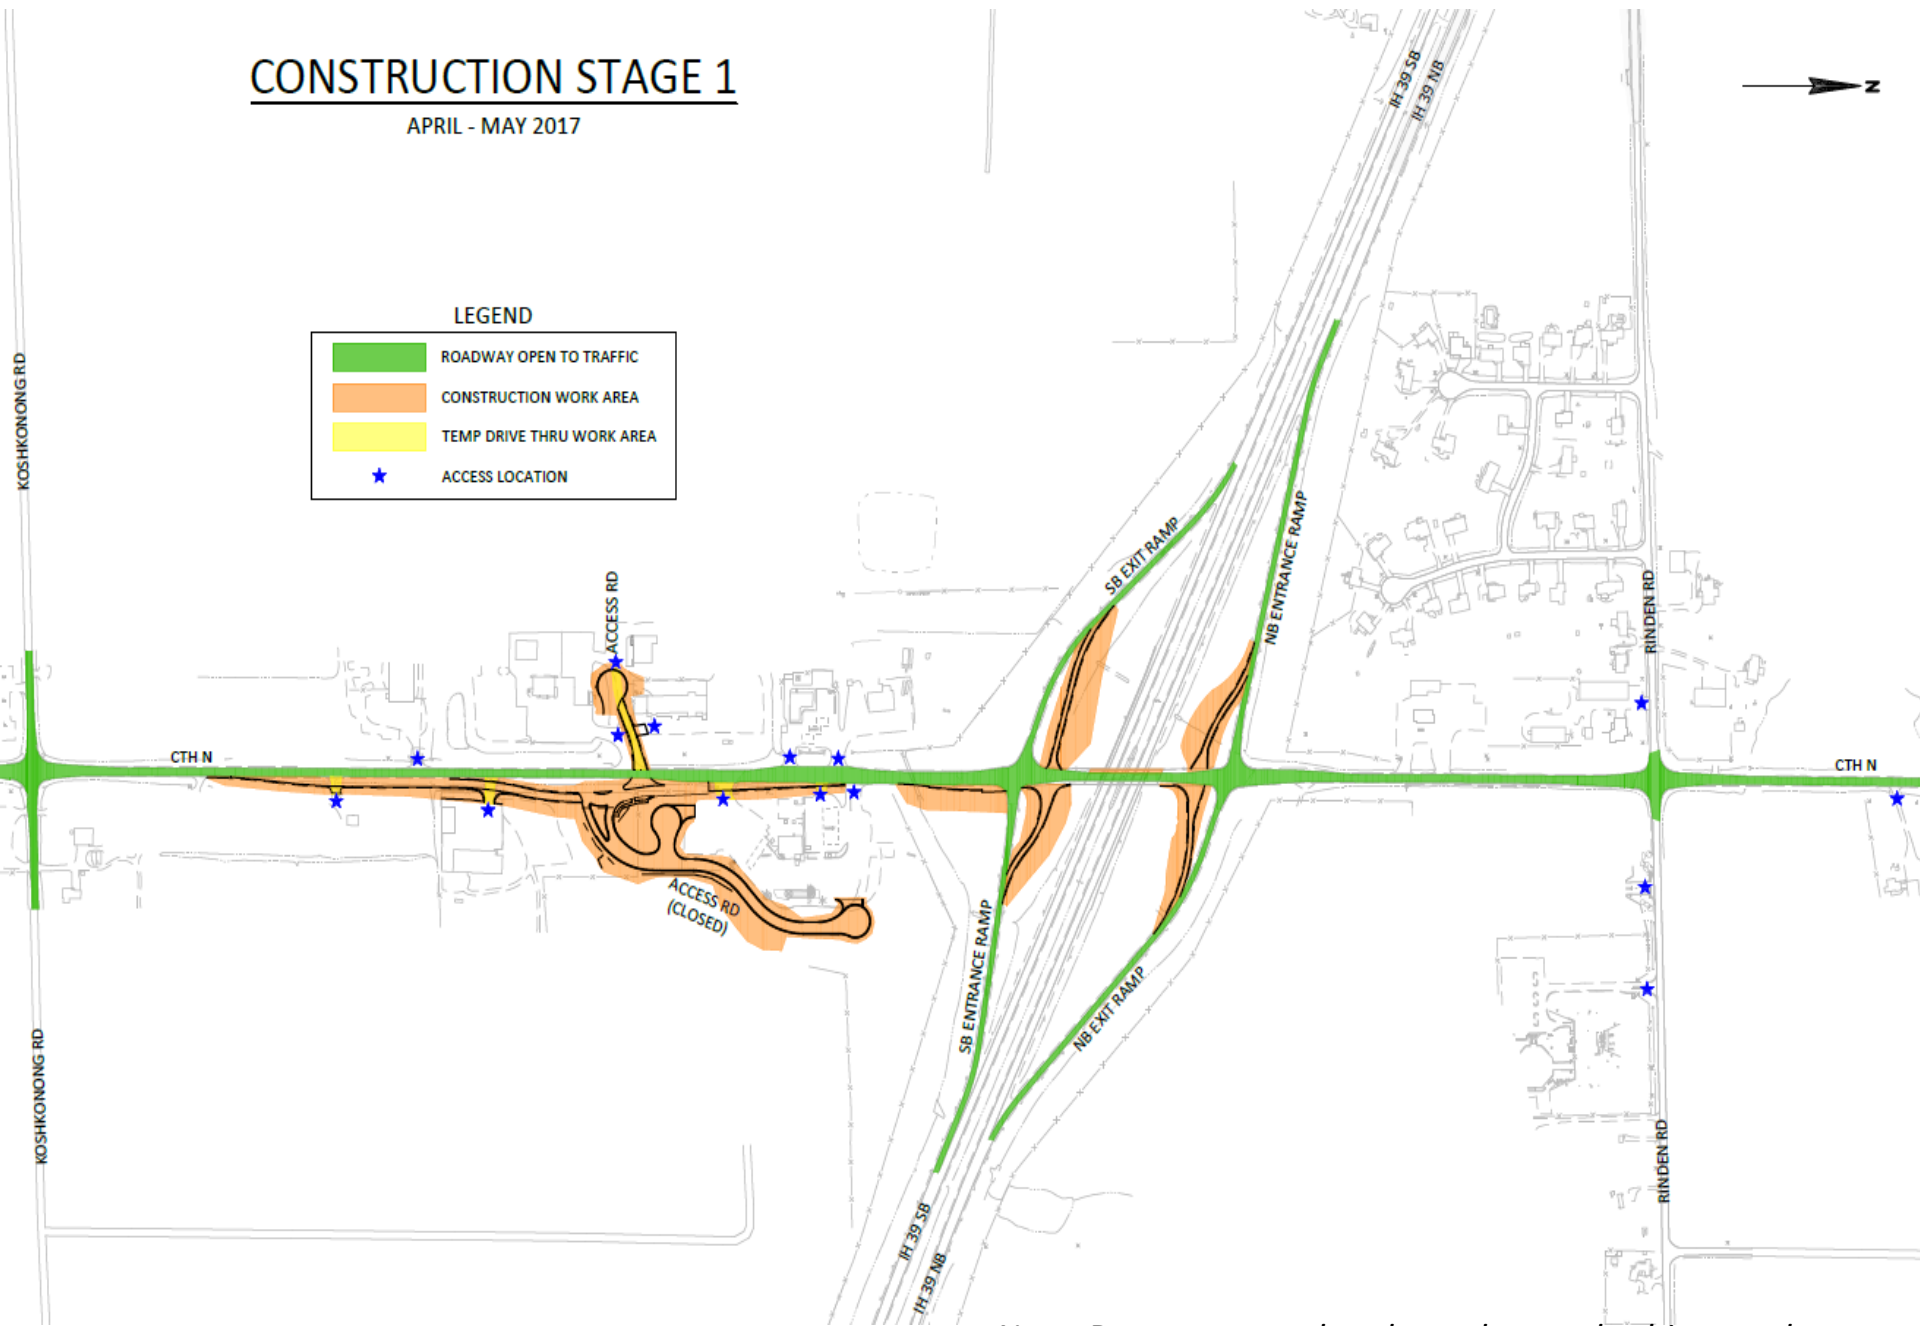 CONSTRUCTION STAGE 1
APRIL - MAY 2017
N
IH 39 SB
IH 39 NB
LEGEND
ROADWAY OPEN TO TRAFFIC
CONSTRUCTION WORK AREA
TEMP DRIVE THRU WORK AREA
ACCESS LOCATION
KOSHKONONG RD
SB EXIT RAMP
NB ENTRANCE RAMP
ACCESS RD
RINDEN RD
CTH N
CTH N
ACCESS RD
(CLOSED)
SB ENTRANCE RAMP
NB EXIT RAMP
KOSHKONONG RD
RINDEN RD
IH 39 SB
IH 39 NB